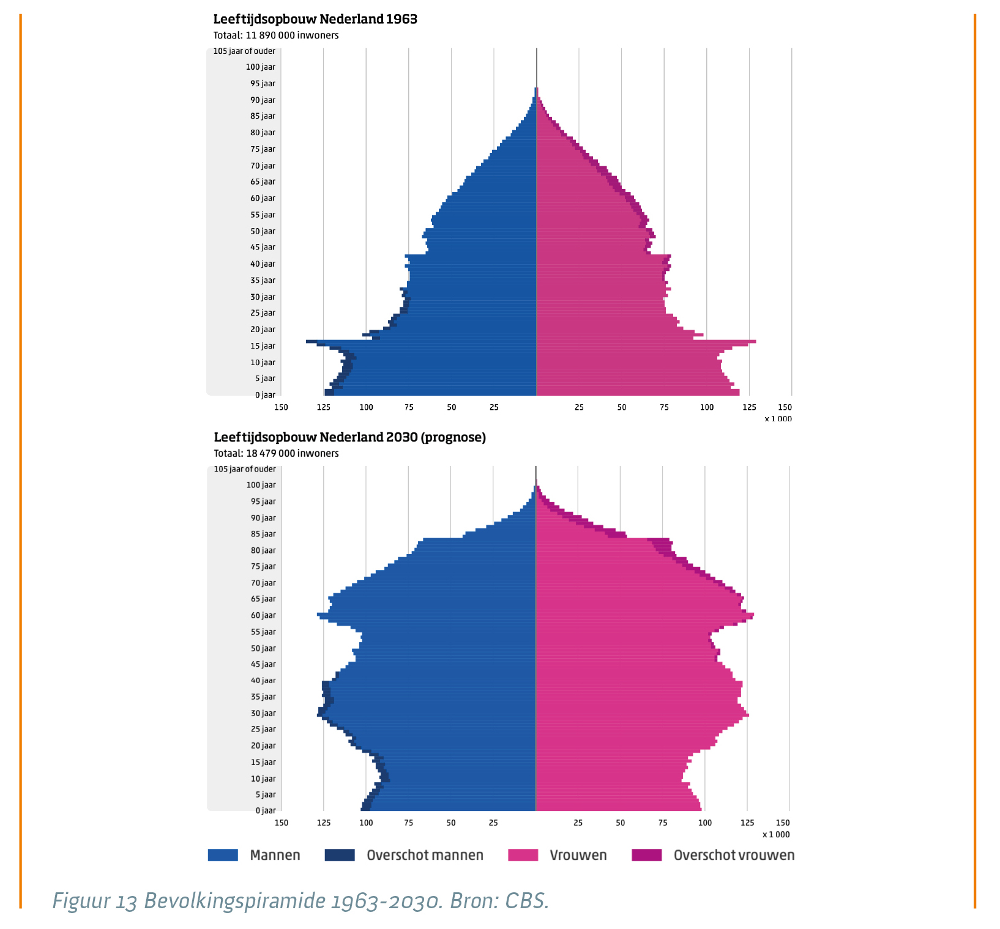 Leeftijdsopbouw Nederland 1963
Totaal: 11 890 000 inwoners
105 jaar of ouder
100 jaar
95 jaar
90 jaar
85 jaar
80 jaar
75 jaar
70 jaar
65 jaar
60 jaar
55 jaar
50 jaar
45 jaar
40 jaar
35 jaar
30 jaar
25 jaar
20 jaar
15 jaar
10 jaar
5 jaar
0 jaar
150 125 100 75 50 25 25 50 75 100 125 150
x 1 000
Leeftijdsopbouw Nederland 2030 (prognose)
Totaal: 18 479 000 inwoners
105 jaar of ouder
100 jaar
95 jaar
90 jaar
85 jaar
80 jaar
75 jaar
70 jaar
65 jaar
60 jaar
55 jaar
50 jaar
45 jaar
40 jaar
35 jaar
30 jaar
25 jaar
20 jaar
15 jaar
10 jaar
5 jaar
0 jaar
150 125 100 75 50 25 25 50 75 100 125 150
x 1 000
Mannen Overschot mannen Vrouwen Overschot vrouwen
Figuur 13 Bevolkingspiramide 1963-2030. Bron: CBS.